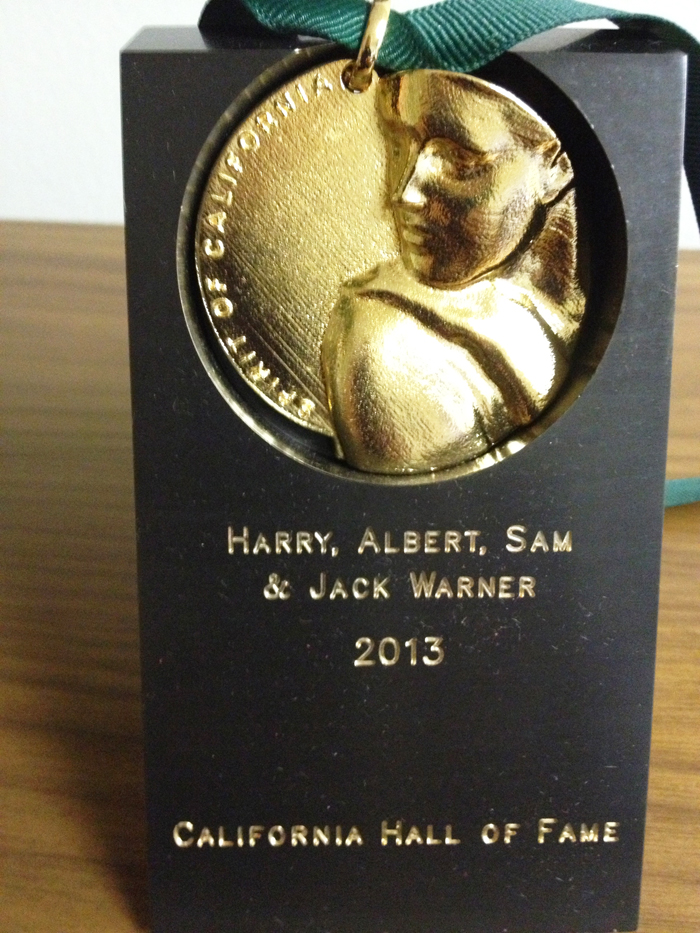 SPIRIT OF CALIFORNIA
HARRY, ALBERT, SAM
& JACK WARNER
2013
CALIFORNIA HALL OF FAME